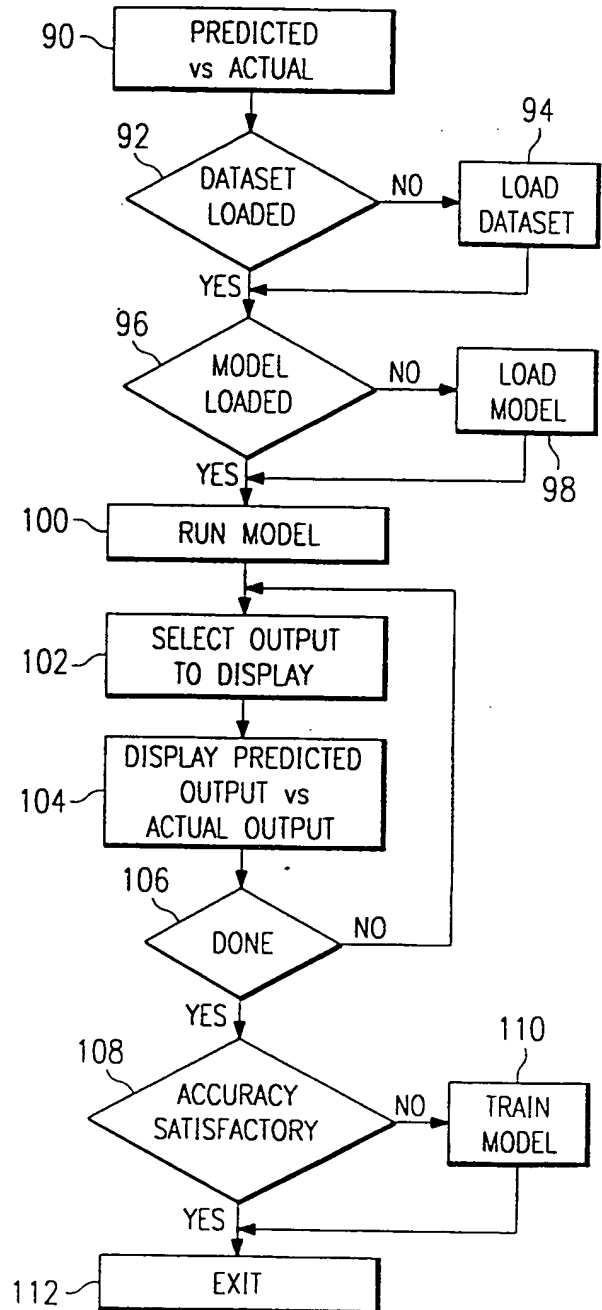 90
PREDICTED
vs ACTUAL
92
DATASET
LOADED
NO
94
LOAD
DATASET
YES
96
MODEL
LOADED
NO
LOAD
MODEL
98
YES
100
RUN MODEL
102
SELECT OUTPUT
TO DISPLAY
104
DISPLAY PREDICTED
OUTPUT vs
ACTUAL OUTPUT
106
DONE
NO
YES
108
ACCURACY
SATISFACTORY
NO
110
TRAIN
MODEL
YES
112
EXIT